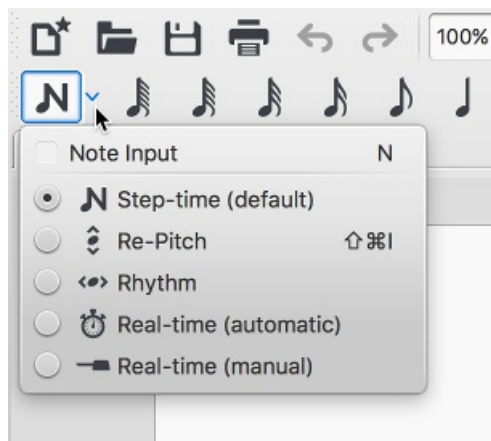 100%
Note Input N
Step-time (default)
Re-Pitch ⇧⌘I
Rhythm
Real-time (automatic)
Real-time (manual)